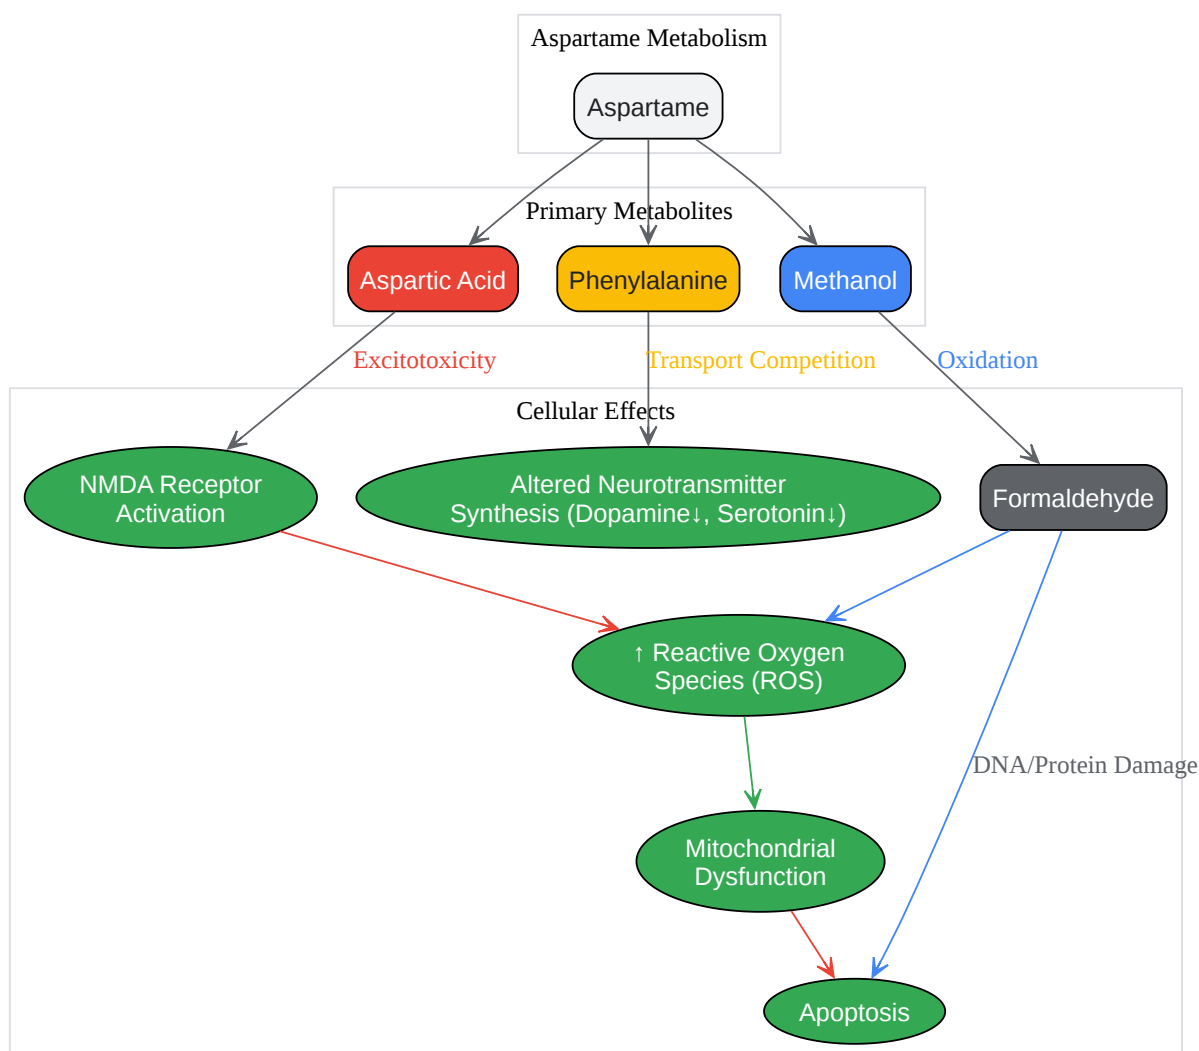 Aspartame Metabolism
Aspartame
Primary Metabolites
Aspartic Acid
Phenylalanine
Methanol
Excitotoxicity
Transport Competition
Oxidation
Cellular Effects
NMDA Receptor
Activation
Altered Neurotransmitter
Synthesis (Dopamine↓, Serotonin↓)
Formaldehyde
↑ Reactive Oxygen
Species (ROS)
DNA/Protein Damage
Mitochondrial
Dysfunction
Apoptosis